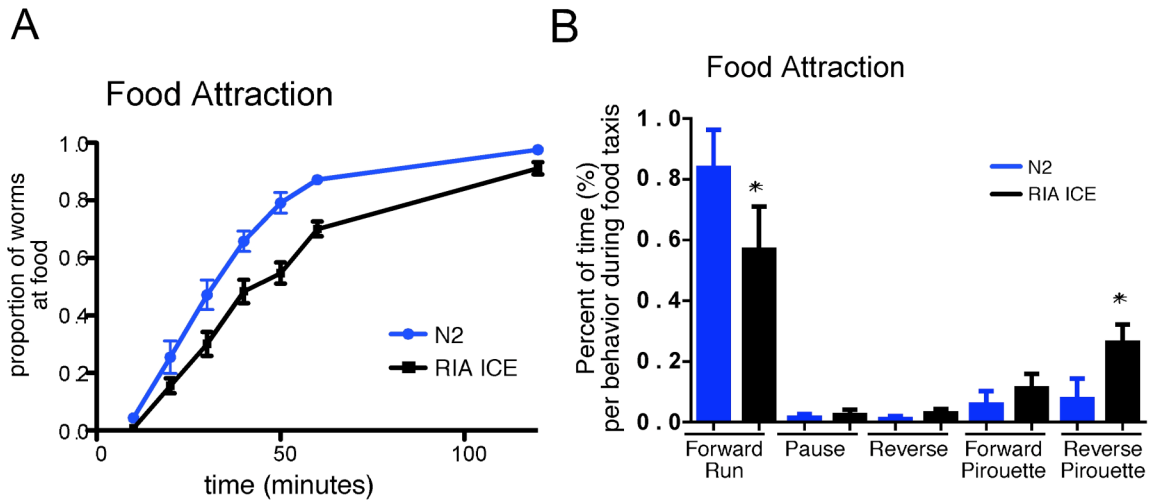 A
Food Attraction
proportion of worms
at food
1.0
0.8
0.6
0.4
0.2
0.0
0
50
100
time (minutes)
N2
RIA ICE
B
Food Attraction
Percent of time (%)
per behavior during food taxis
1.0
0.8
0.6
0.4
0.2
0.0
*
*
N2
RIA ICE
Forward
Run
Pause
Reverse
Forward
Pirouette
Reverse
Pirouette